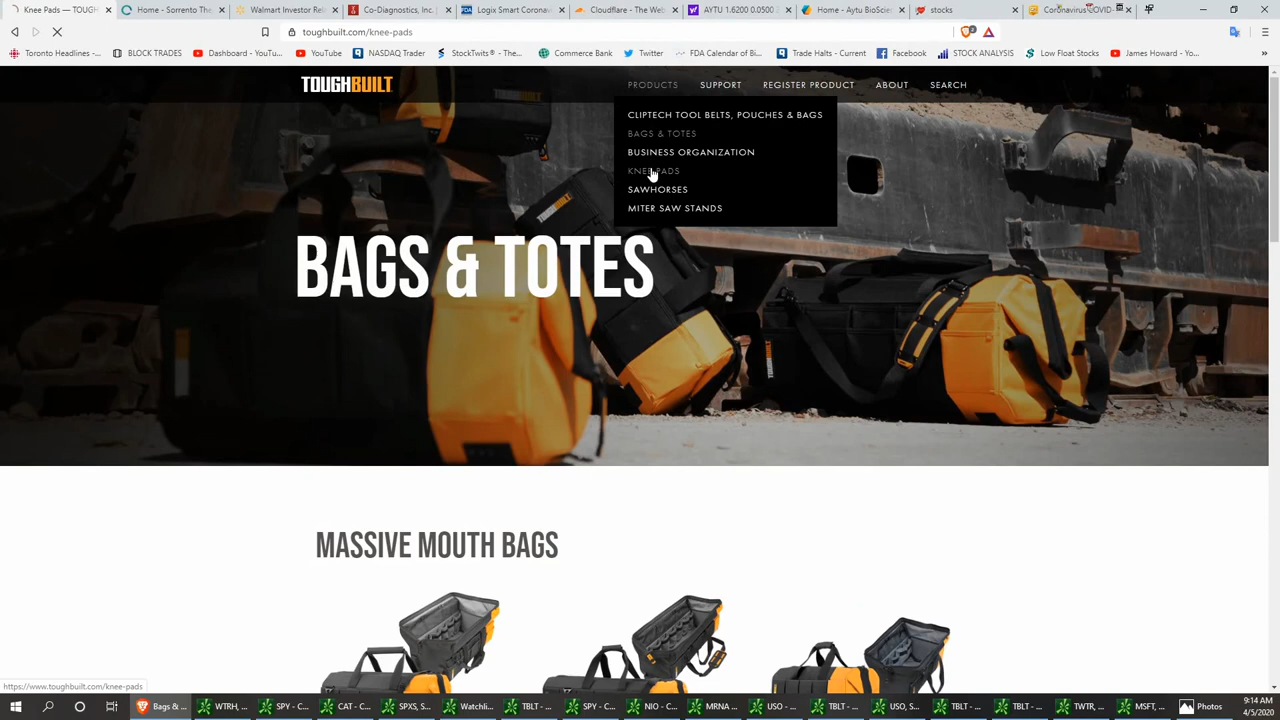 Knee Pads — TOUGH
Home - Sorrento The
Walmart Investor Rel
Co-Diagnostics, Inc. |
Logix Smart Coronavi
Cloudflare - The Web
AYTU 1.6200 0.0500 3
Home - Aytu BioScien
stocks
Coronavirus COVID-
toughbuilt.com/knee-pads
Toronto Headlines -...
BLOCK TRADES
Dashboard - YouTu...
YouTube
NASDAQ Trader
StockTwits® - The...
Commerce Bank
Twitter
FDA Calendar of Bi...
Trade Halts - Current
Facebook
STOCK ANALYSIS
Low Float Stocks
James Howard - Yo...
TOUGHBUILT
PRODUCTS
SUPPORT
REGISTER PRODUCT
ABOUT
SEARCH
CLIPTECH TOOL BELTS, POUCHES & BAGS
BAGS & TOTES
BUSINESS ORGANIZATION
KNEE PADS
SAWHORSES
MITER SAW STANDS
BAGS & TOTES
MASSIVE MOUTH BAGS
https://www.toughbuilt.com/knee-pads
Bags & ...
WTRH, ...
SPY - C...
CAT - C...
SPXS, ...
Watchli...
TBLT - ...
SPY - C...
NIO - C...
MRNA ...
USO - ...
TBLT - ...
USO, S...
TBLT - ...
TBLT - ...
TWTR, ...
MSFT, ...
Photos
9:14 AM
4/5/2020